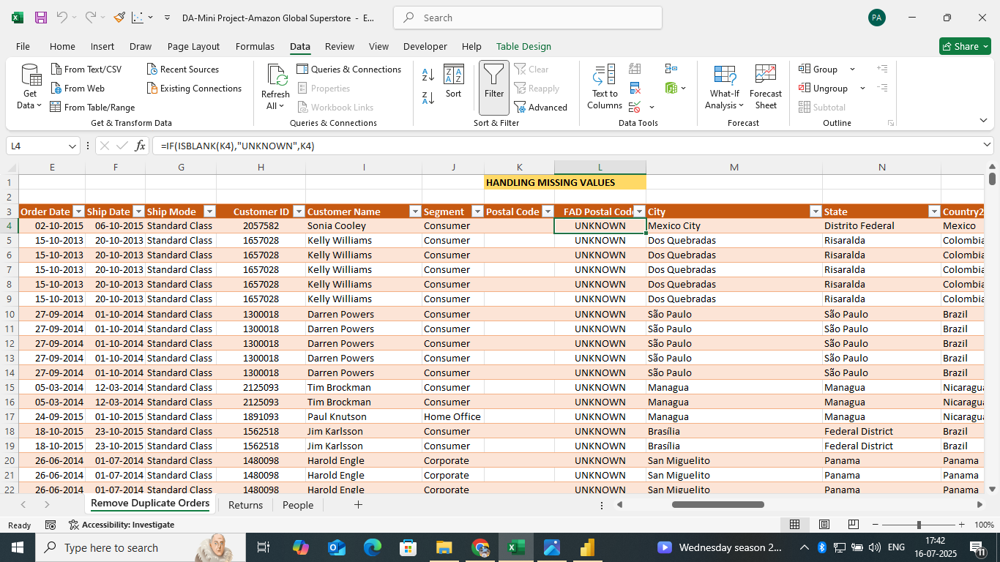 DA-Mini Project-Amazon Global Superstore - E...
Search
PA
File Home Insert Draw Page Layout Formulas Data Review View Developer Help Table Design
Share
Get Data
From Text/CSV
From Web
From Table/Range
Recent Sources
Existing Connections
Get & Transform Data
Refresh All
Queries & Connections
Properties
Workbook Links
Queries & Connections
Sort
Filter
Clear
Reapply
Advanced
Sort & Filter
Text to Columns
Data Tools
What-If Analysis
Forecast Sheet
Forecast
Group
Ungroup
Subtotal
Outline
L4 fx =IF(ISBLANK(K4),"UNKNOWN",K4)
E F G H I J K L M N
1 HANDLING MISSING VALUES
2
3 Order Date Ship Date Ship Mode Customer ID Customer Name Segment Postal Code FAD Postal Cod City State Country2
4 02-10-2015 06-10-2015 Standard Class 2057582 Sonia Cooley Consumer UNKNOWN Mexico City Distrito Federal Mexico
5 15-10-2013 20-10-2013 Standard Class 1657028 Kelly Williams Consumer UNKNOWN Dos Quebradas Risaralda Colombia
6 15-10-2013 20-10-2013 Standard Class 1657028 Kelly Williams Consumer UNKNOWN Dos Quebradas Risaralda Colombia
7 15-10-2013 20-10-2013 Standard Class 1657028 Kelly Williams Consumer UNKNOWN Dos Quebradas Risaralda Colombia
8 15-10-2013 20-10-2013 Standard Class 1657028 Kelly Williams Consumer UNKNOWN Dos Quebradas Risaralda Colombia
9 15-10-2013 20-10-2013 Standard Class 1657028 Kelly Williams Consumer UNKNOWN Dos Quebradas Risaralda Colombia
10 27-09-2014 01-10-2014 Standard Class 1300018 Darren Powers Consumer UNKNOWN São Paulo São Paulo Brazil
11 27-09-2014 01-10-2014 Standard Class 1300018 Darren Powers Consumer UNKNOWN São Paulo São Paulo Brazil
12 27-09-2014 01-10-2014 Standard Class 1300018 Darren Powers Consumer UNKNOWN São Paulo São Paulo Brazil
13 27-09-2014 01-10-2014 Standard Class 1300018 Darren Powers Consumer UNKNOWN São Paulo São Paulo Brazil
14 27-09-2014 01-10-2014 Standard Class 1300018 Darren Powers Consumer UNKNOWN São Paulo São Paulo Brazil
15 05-03-2014 12-03-2014 Standard Class 2125093 Tim Brockman Consumer UNKNOWN Managua Managua Nicaragua
16 05-03-2014 12-03-2014 Standard Class 2125093 Tim Brockman Consumer UNKNOWN Managua Managua Nicaragua
17 24-09-2015 01-10-2015 Standard Class 1891093 Paul Knutson Home Office UNKNOWN Managua Managua Nicaragua
18 18-10-2015 23-10-2015 Standard Class 1562518 Jim Karlsson Consumer UNKNOWN Brasília Federal District Brazil
19 18-10-2015 23-10-2015 Standard Class 1562518 Jim Karlsson Consumer UNKNOWN Brasília Federal District Brazil
20 26-06-2014 01-07-2014 Standard Class 1480098 Harold Engle Corporate UNKNOWN San Miguelito Panama Panama
21 26-06-2014 01-07-2014 Standard Class 1480098 Harold Engle Corporate UNKNOWN San Miguelito Panama Panama
22 26-06-2014 01-07-2014 Standard Class 1480098 Harold Engle Corporate UNKNOWN San Miguelito Panama Panama
Remove Duplicate Orders Returns People
Ready Accessibility: Investigate 100%
Type here to search Wednesday season 2... ENG 17:42
16-07-2025
11